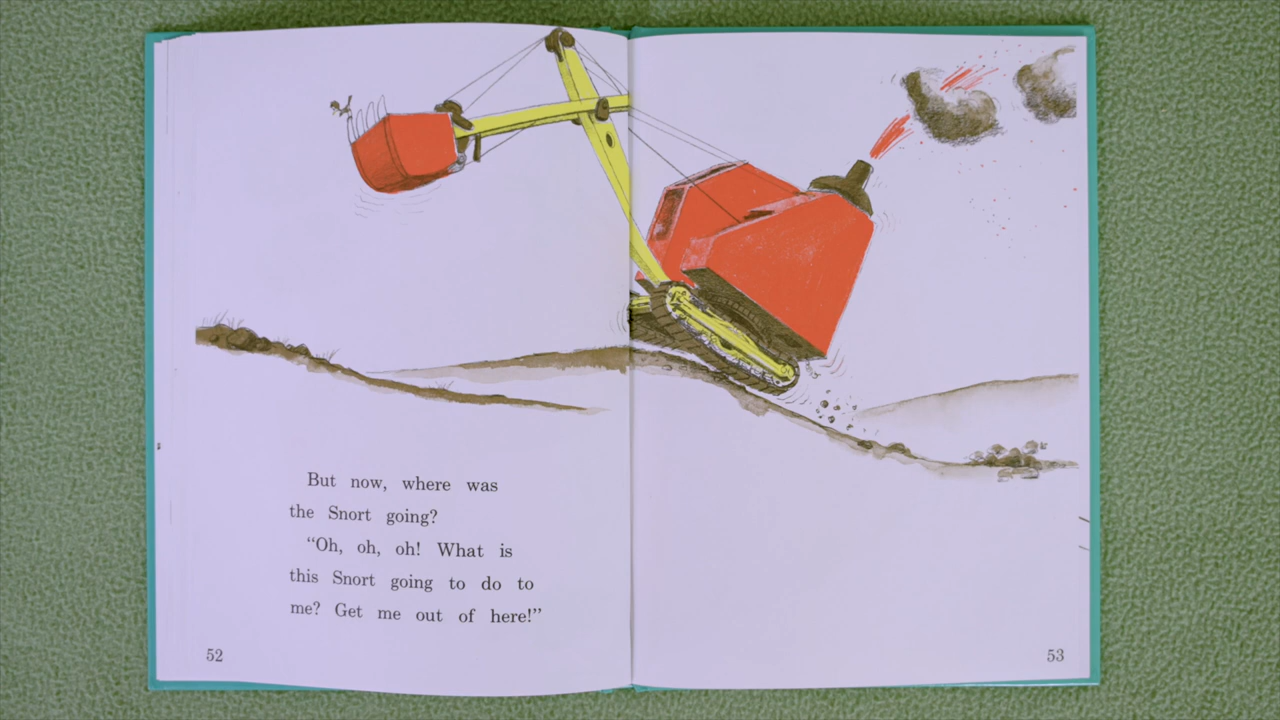 But now, where was
the Snort going?
“Oh, oh, oh! What is
this Snort going to do to
me? Get me out of here!”
52
53